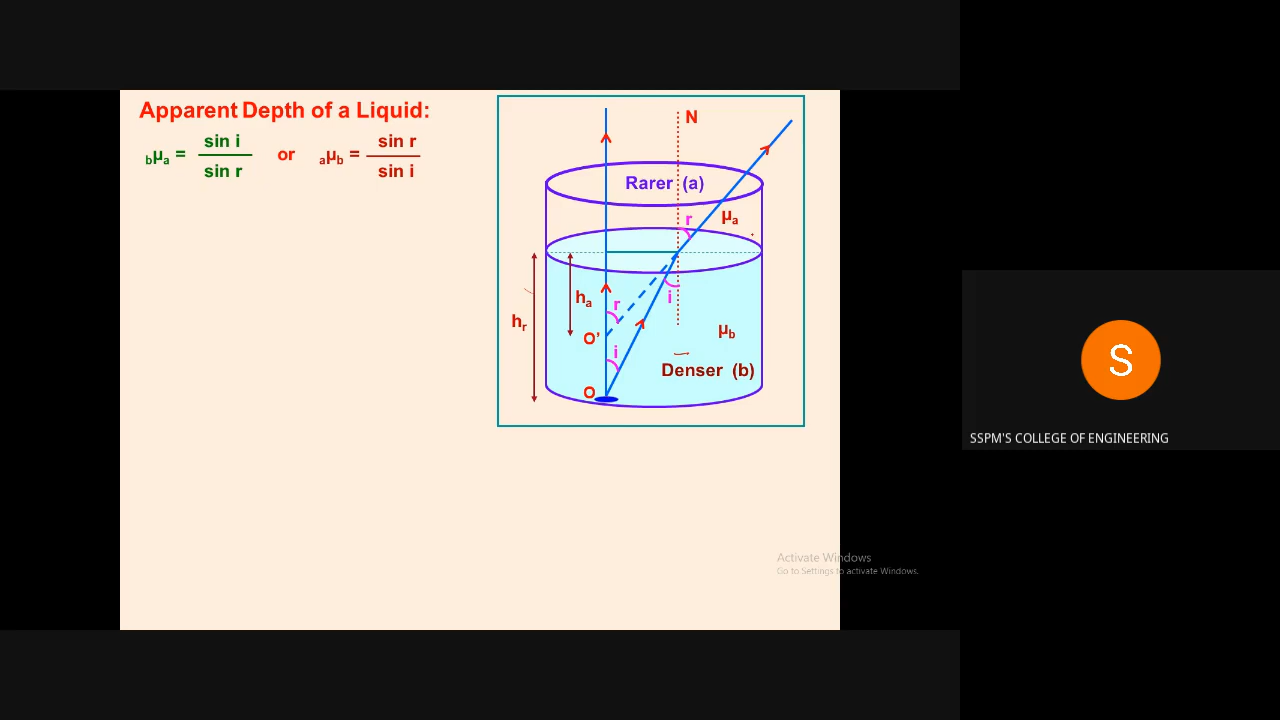 Apparent Depth of a Liquid:
bμa = sin i / sin r or aμb = sin r / sin i
N
Rarer (a)
r
μa
ha
r
i
hr
O’
μb
i
Denser (b)
O
S
SSPM'S COLLEGE OF ENGINEERING
Activate Windows
Go to Settings to activate Windows.